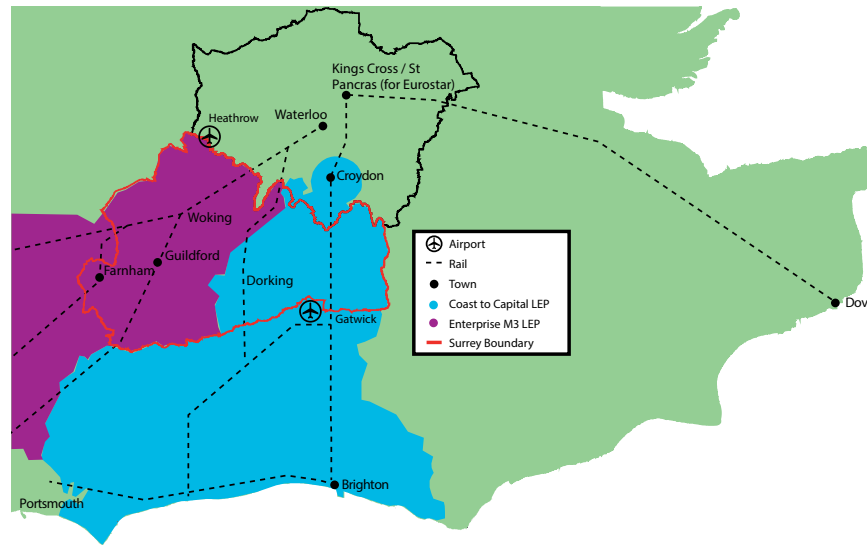 Kings Cross / St
Pancras (for Eurostar)
Heathrow
Waterloo
Croydon
Woking
Guildford
Farnham
Dorking
Gatwick
Airport
Rail
Town
Coast to Capital LEP
Enterprise M3 LEP
Surrey Boundary
Dov
Brighton
Portsmouth